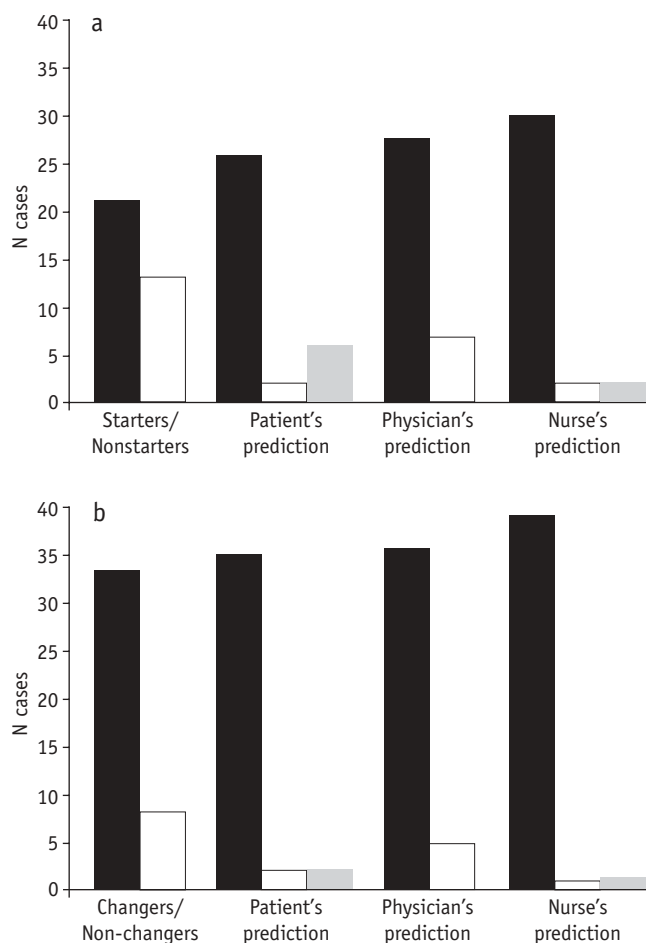 a
40
35
30
25
20
15
10
5
0
N cases
Starters/
Nonstarters
Patient's
prediction
Physician's
prediction
Nurse's
prediction
b
40
35
30
25
20
15
10
5
0
N cases
Changers/
Non-changers
Patient's
prediction
Physician's
prediction
Nurse's
prediction